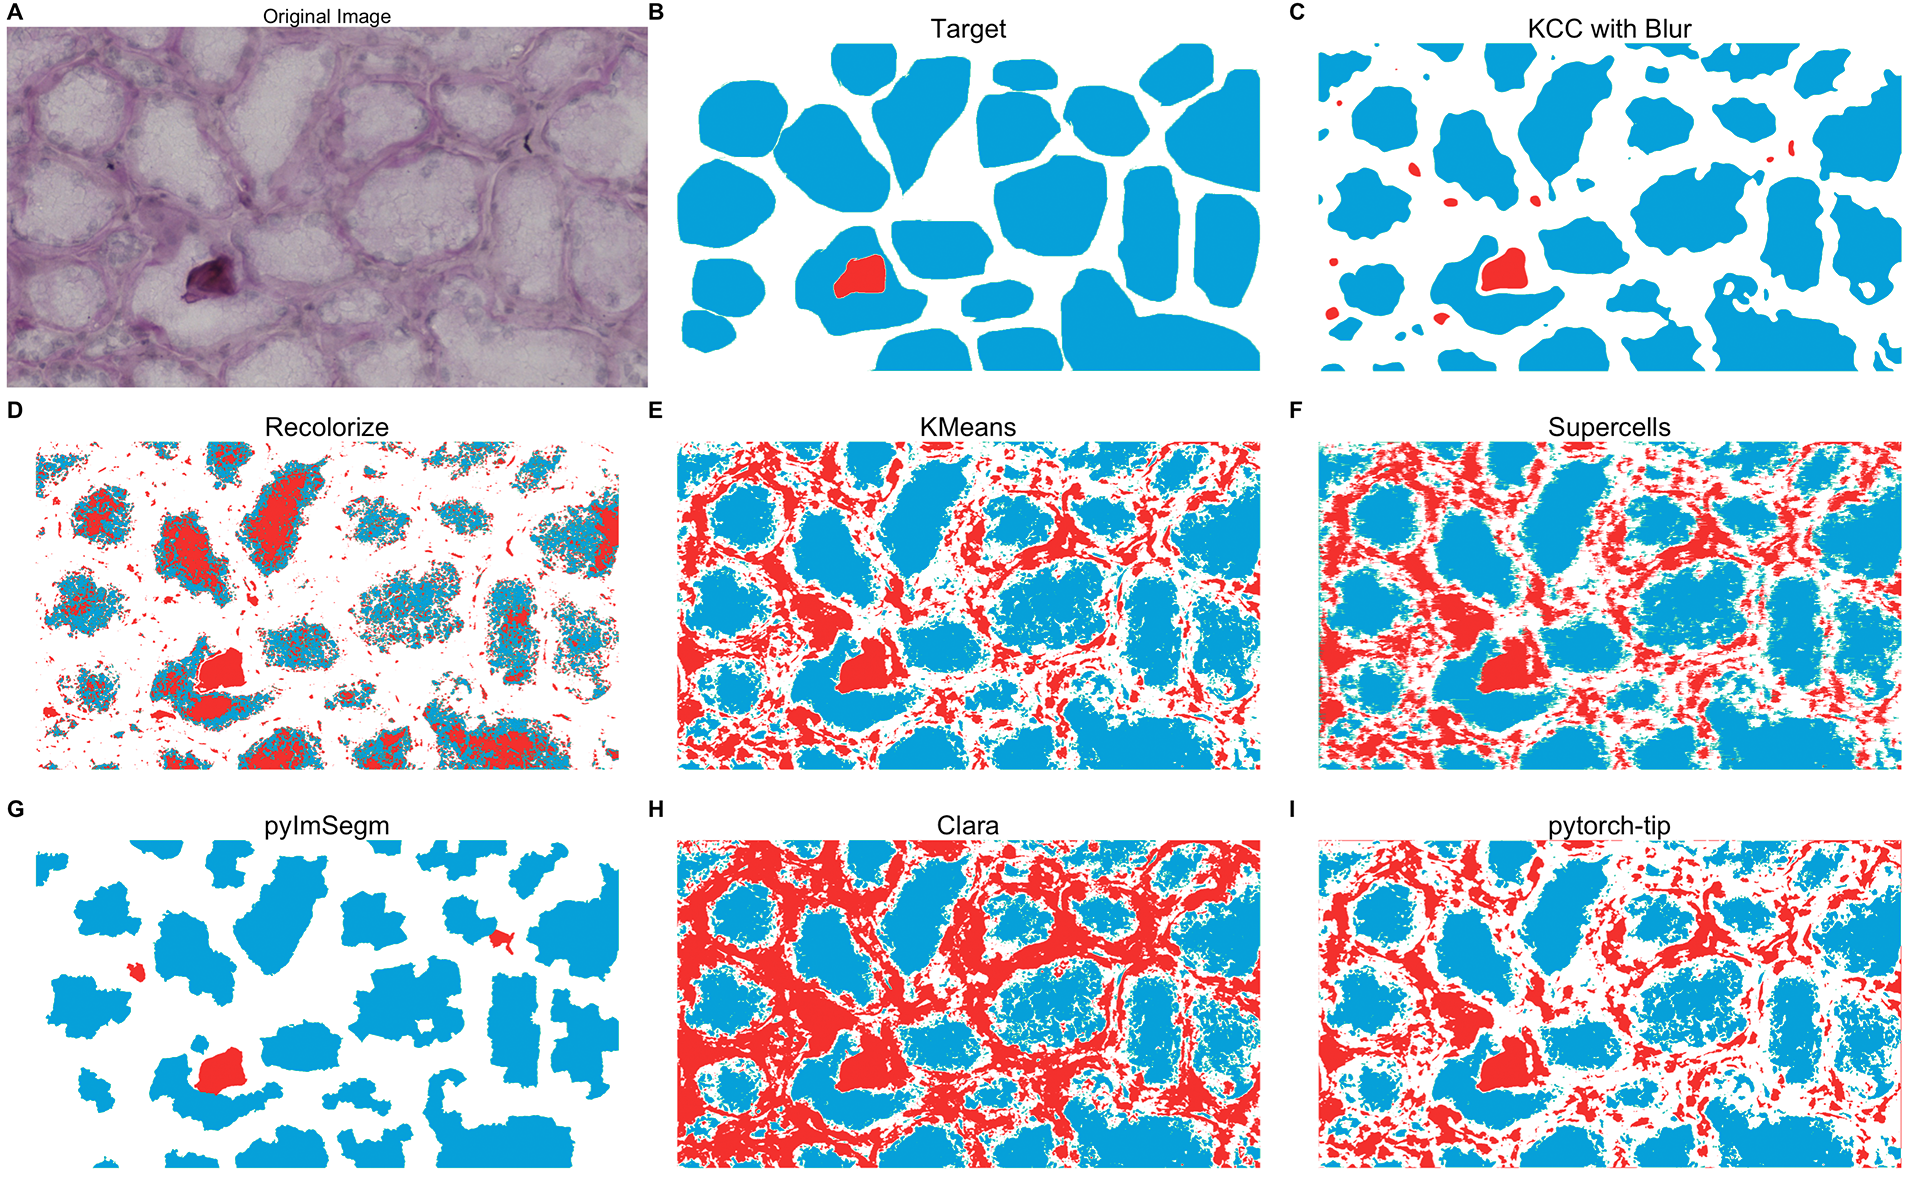 A
Original Image
B
Target
C
KCC with Blur
D
Recolorize
E
KMeans
F
Supercells
G
pyImSegm
H
Clara
I
pytorch-tip